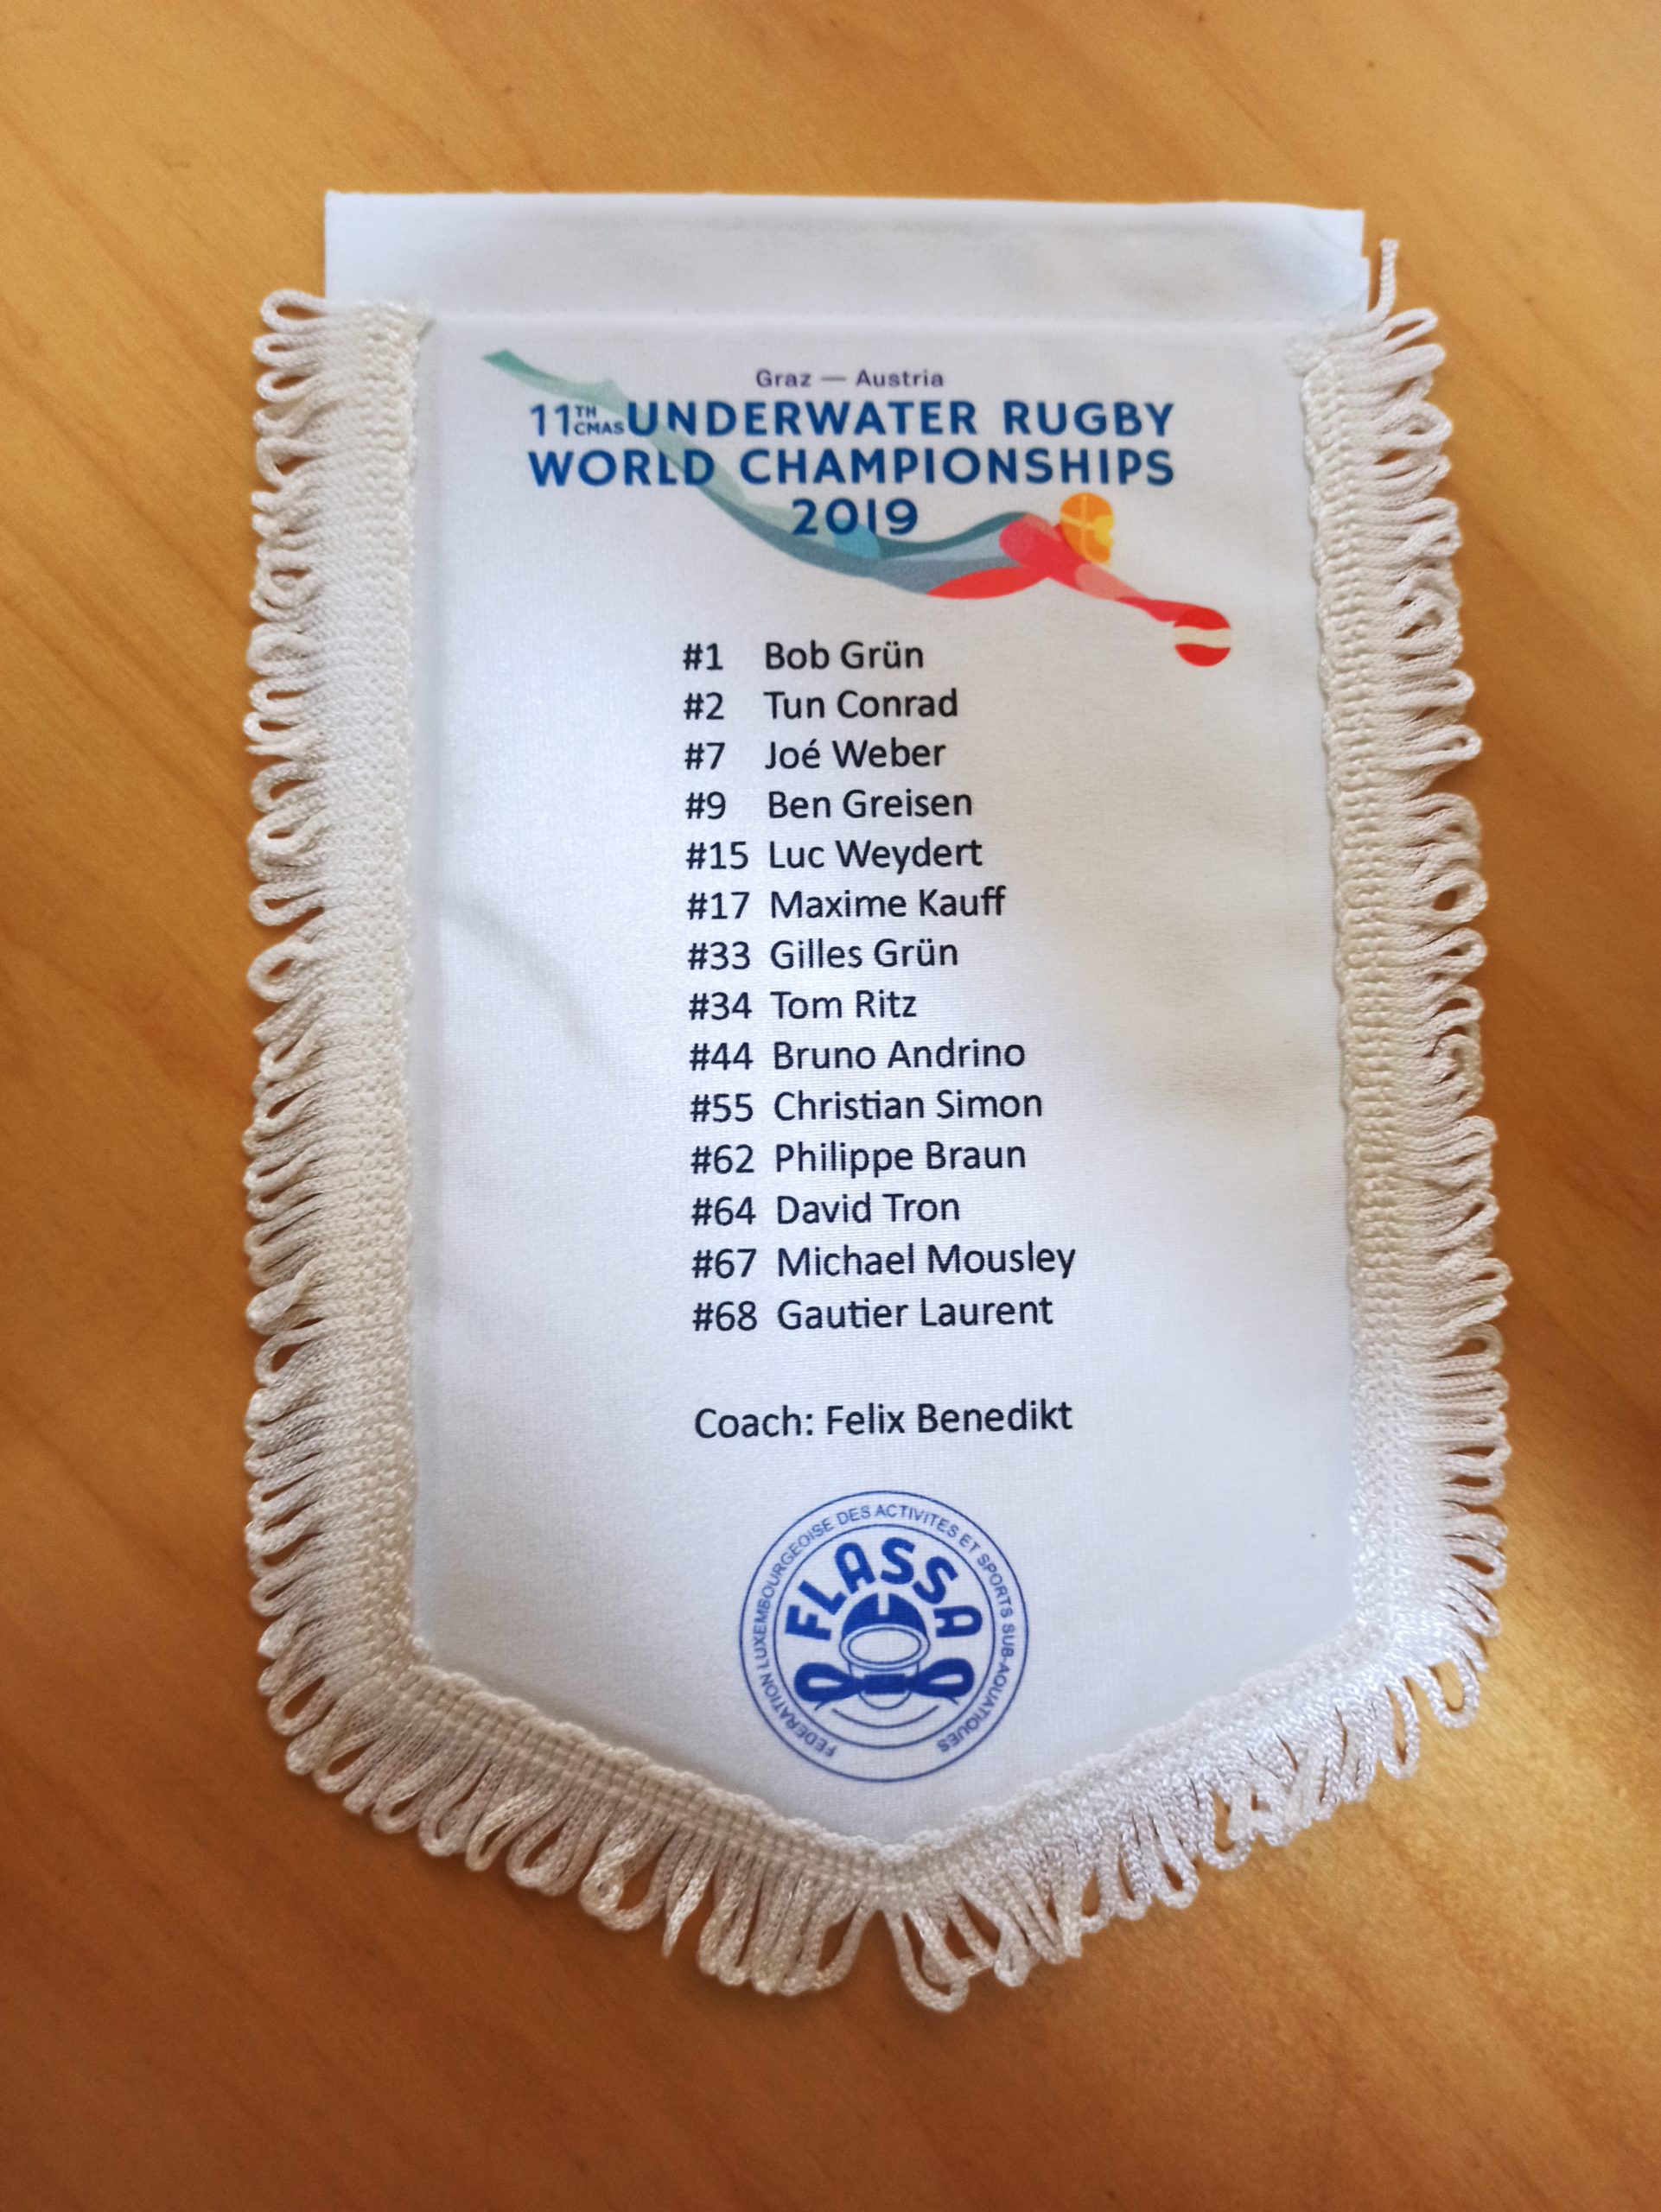 Graz — Austria
11TH CMAS UNDERWATER RUGBY
WORLD CHAMPIONSHIPS
2019
#1 Bob Grün
#2 Tun Conrad
#7 Joé Weber
#9 Ben Greisen
#15 Luc Weydert
#17 Maxime Kauff
#33 Gilles Grün
#34 Tom Ritz
#44 Bruno Andrino
#55 Christian Simon
#62 Philippe Braun
#64 David Tron
#67 Michael Mousley
#68 Gautier Laurent
Coach: Felix Benedikt
FEDERATION LUXEMBOURGEOISE DES ACTIVITES ET SPORTS SUB-AQUATIQUES
FLASSA